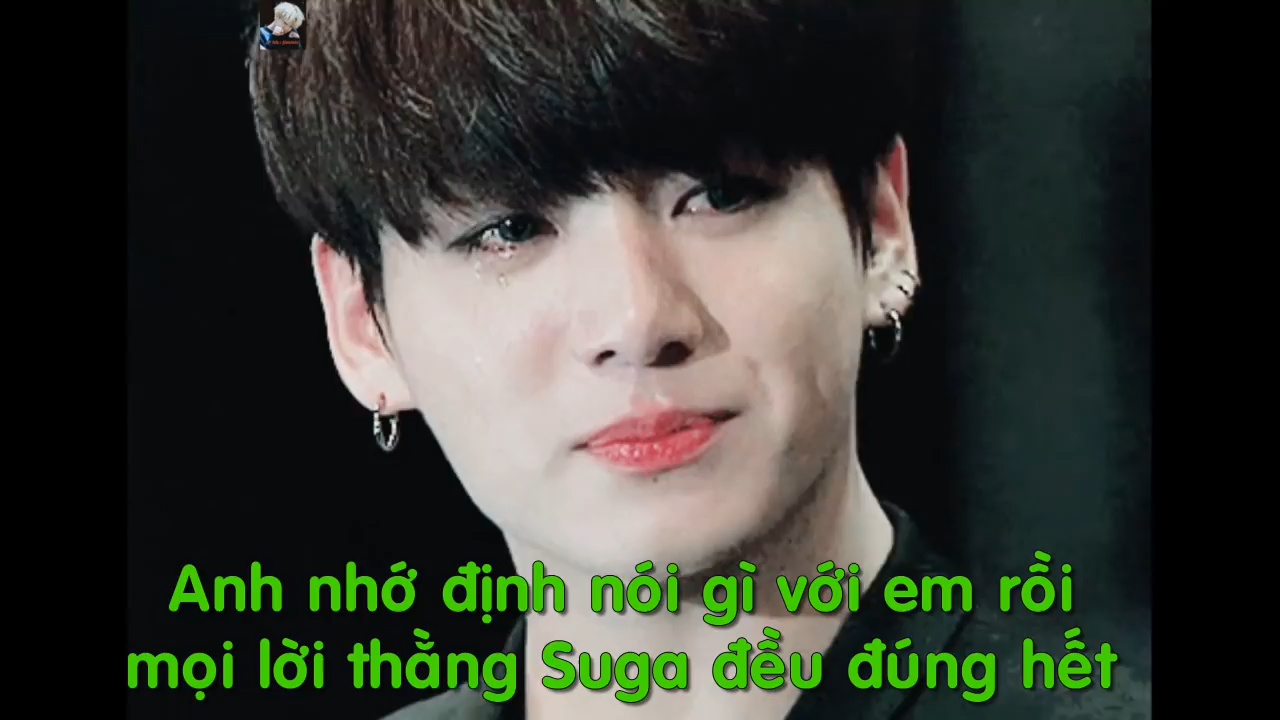 Anh nhớ định nói gì với em rồi
mọi lời thằng Suga đều đúng hết